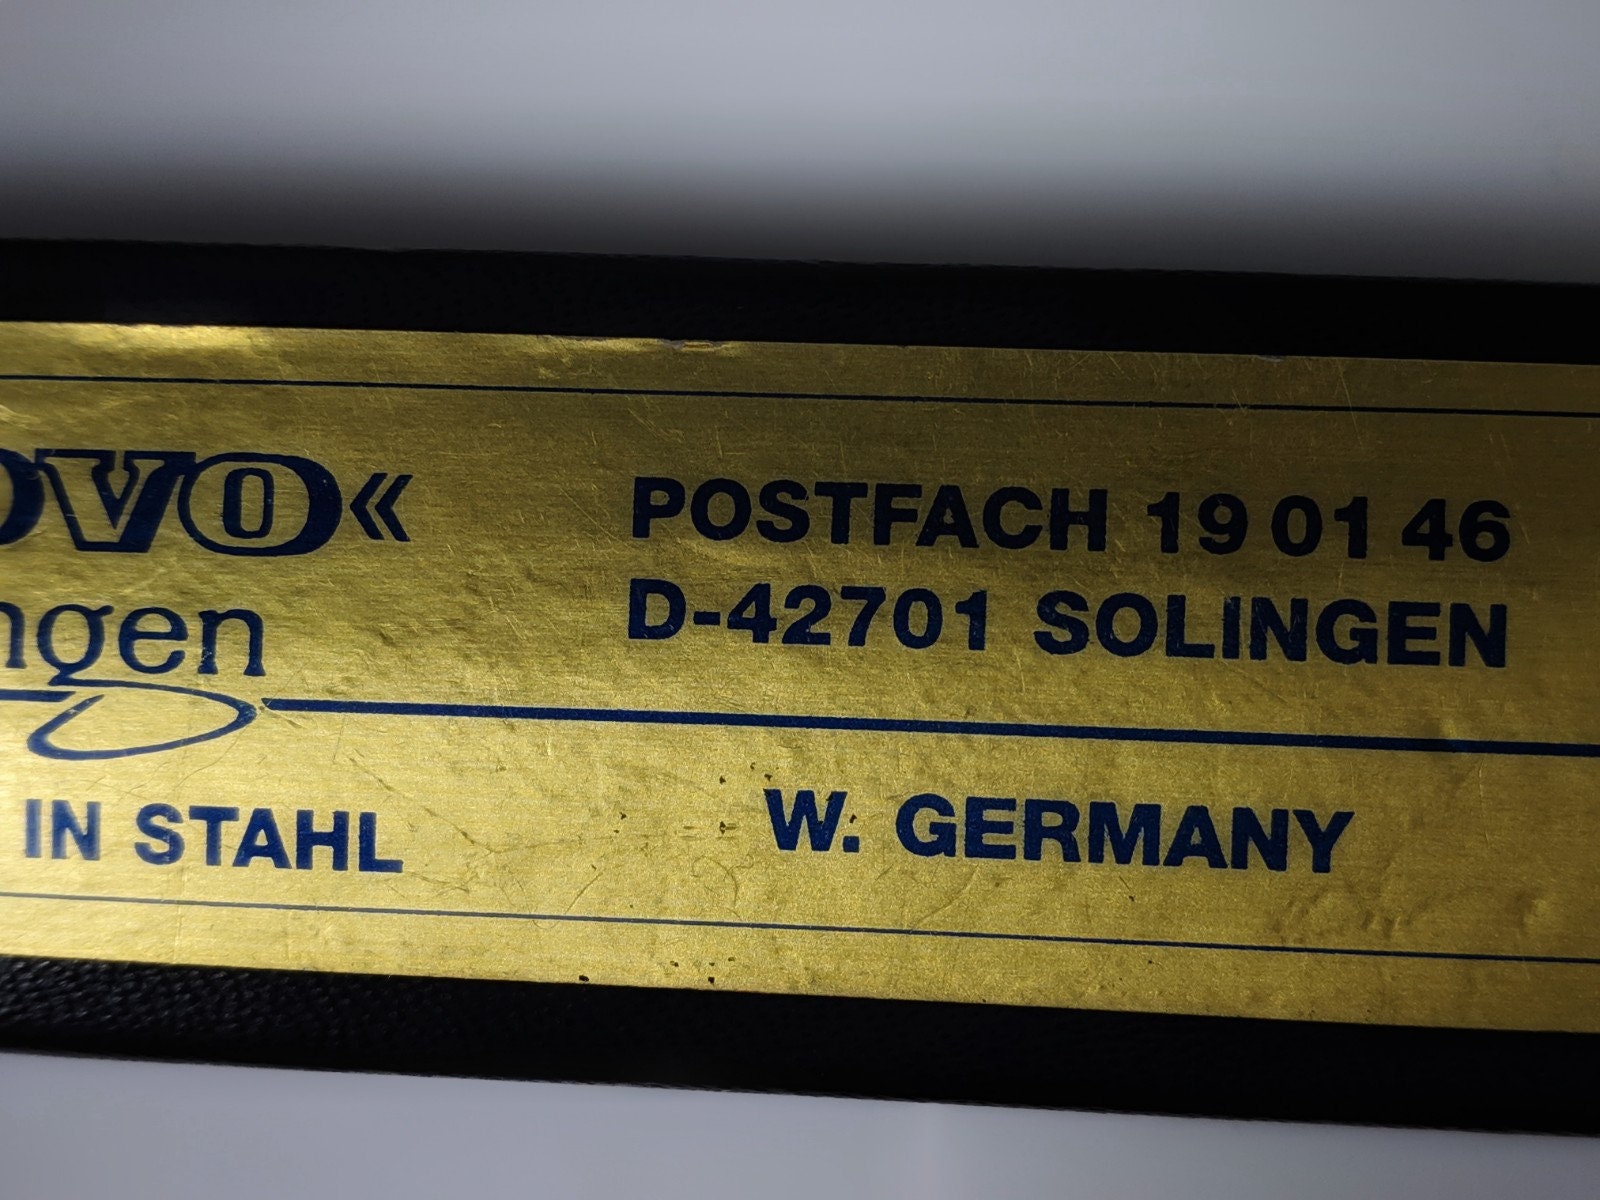 OVO«
POSTFACH 19 01 46
D-42701 SOLINGEN
ngen
IN STAHL
W. GERMANY